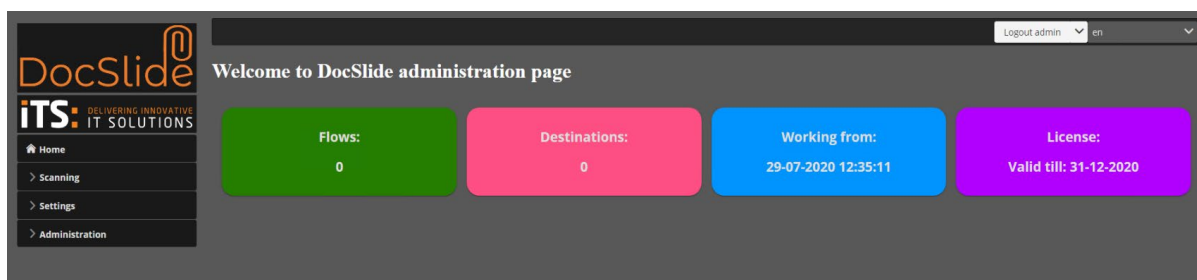 Logout admin
en
DocSlide
Welcome to DocSlide administration page
iTS: DELIVERING INNOVATIVE
IT SOLUTIONS
Home
Scanning
Settings
Administration
Flows:
0
Destinations:
0
Working from:
29-07-2020 12:35:11
License:
Valid till: 31-12-2020